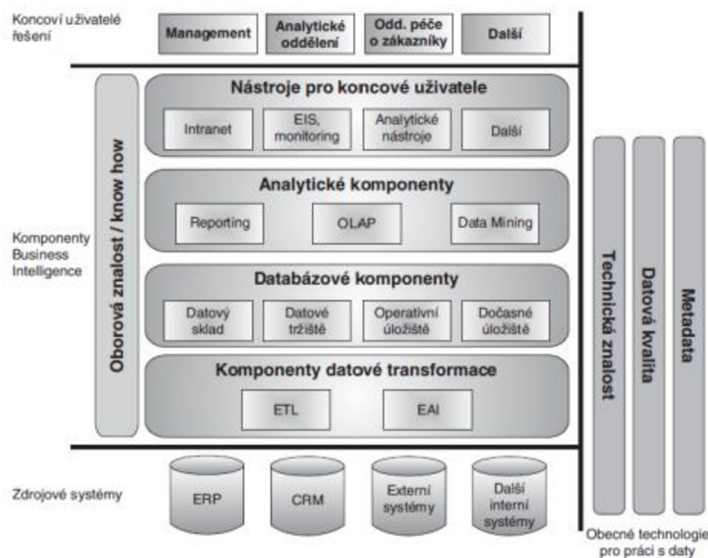 Koncoví uživatelé
řešení
Management
Analytické
oddělení
Odd. péče
o zákazníky
Další
Nástroje pro koncové uživatele
Intranet
EIS,
monitoring
Analytické
nástroje
Další
Analytické komponenty
Reporting
OLAP
Data Mining
Komponenty
Business
Intelligence
Oborová znalost / know how
Databázové komponenty
Datový
sklad
Datové
tržiště
Operativní
úložiště
Dočasné
úložiště
Komponenty datové transformace
ETL
EAI
Technická znalost
Datová kvalita
Metadata
Zdrojové systémy
ERP
CRM
Externí
systémy
Další
interní
systémy
Obecné technologie
pro práci s daty